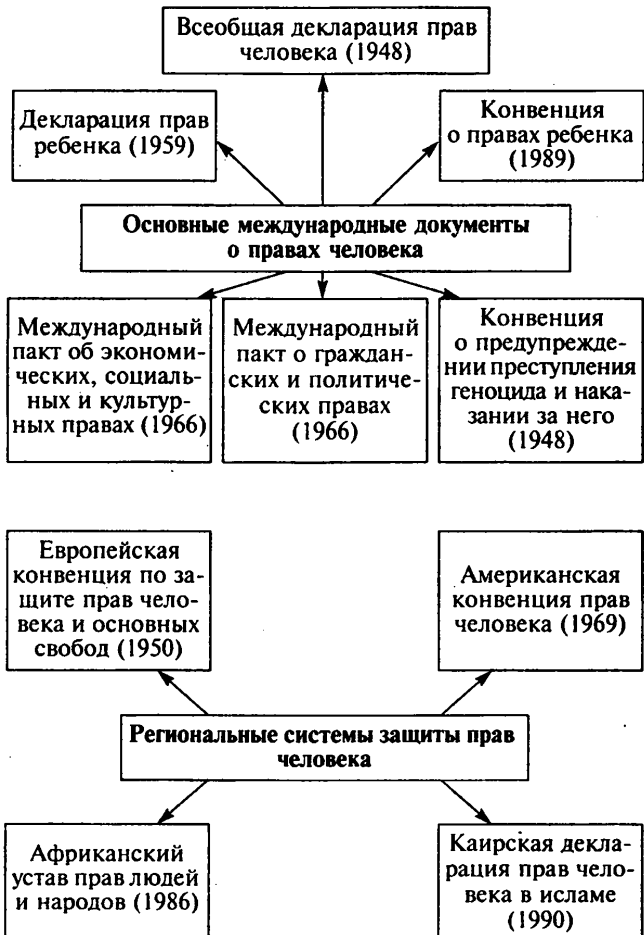 Всеобщая декларация прав
человека (1948)
Декларация прав
ребенка (1959)
Конвенция
о правах ребенка
(1989)
Основные международные документы
о правах человека
Международный
пакт об экономи-
ческих, социаль-
ных и культур-
ных правах (1966)
Международный
пакт о граждан-
ских и политиче-
ских правах
(1966)
Конвенция
о предупрежде-
нии преступления
геноцида и нака-
зании за него
(1948)
Европейская
конвенция по за-
щите прав чело-
века и основных
свобод (1950)
Американская
конвенция прав
человека (1969)
Региональные системы защиты прав
человека
Африканский
устав прав людей
и народов (1986)
Каирская декла-
рация прав чело-
века в исламе
(1990)